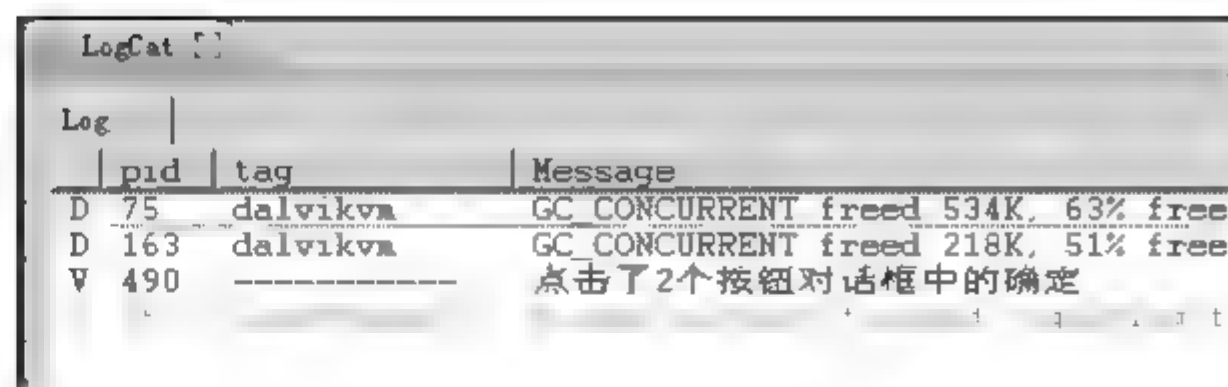 LogCat
Log
pid tag Message
D 75 dalvikvm GC_CONCURRENT freed 534K, 63% free
D 163 dalvikvm GC_CONCURRENT freed 218K, 51% free
V 490 ----------- 点击了2个按钮对话框中的确定